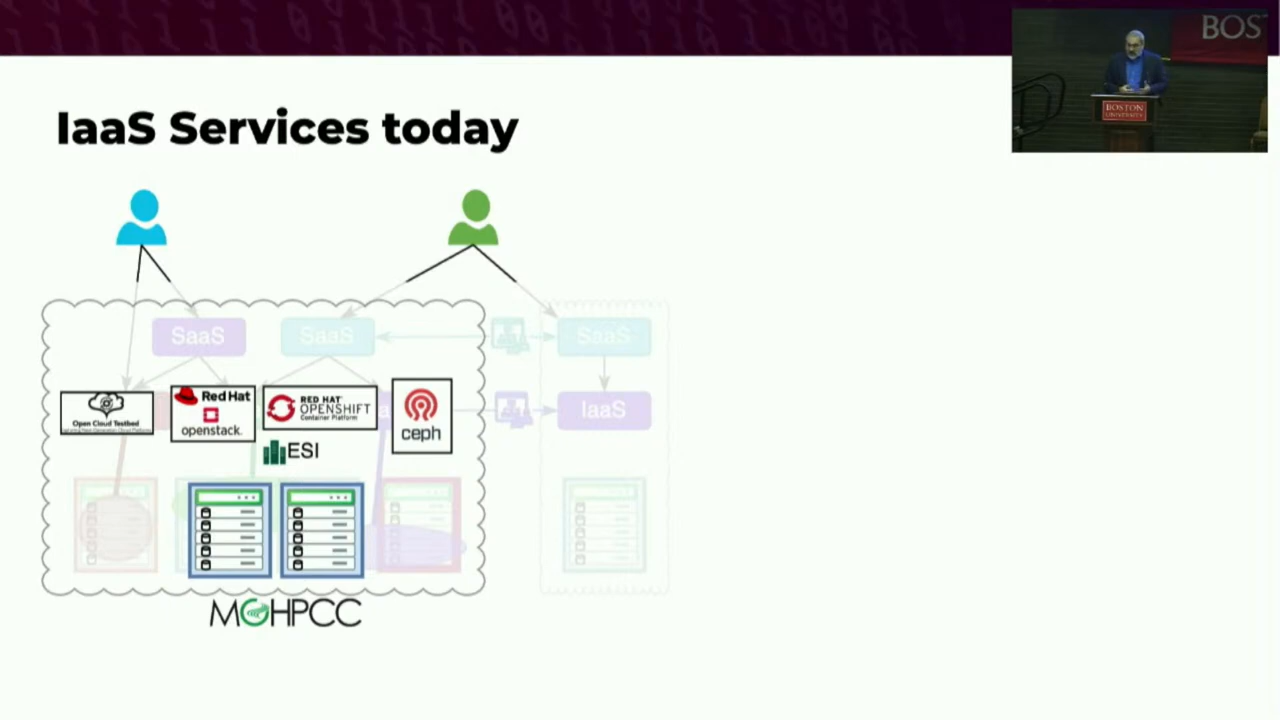 BOS
BOSTON
UNIVERSITY
IaaS Services today
SaaS
SaaS
SaaS
Open Cloud Testbed
Red Hat
openstack.
RED HAT
OPENSHIFT
Container Platform
ceph
IaaS
ESI
MGHPCC